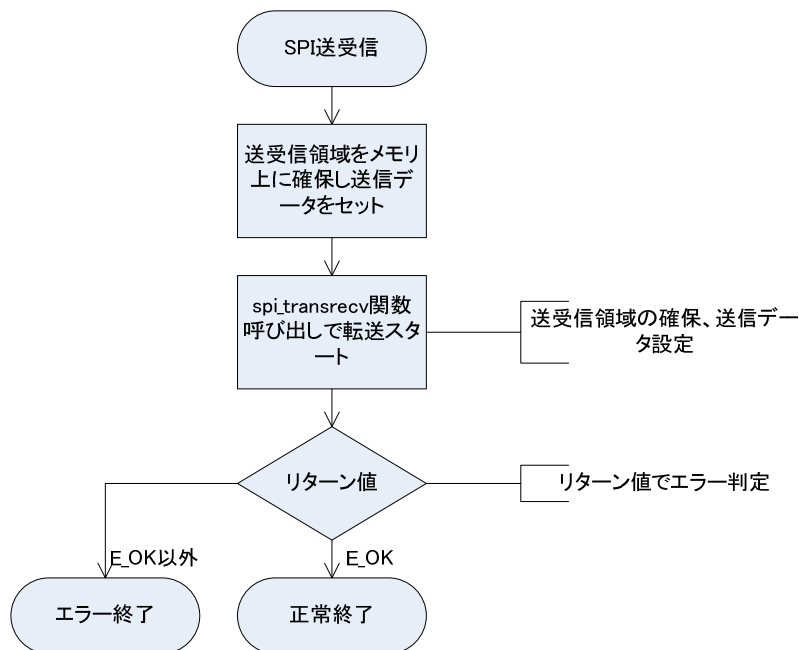 SPI送受信
送受信領域をメモリ
上に確保し送信デ
ータをセット
spi_transrecv関数
呼び出しで転送スタ
ート
送受信領域の確保、送信デー
タ設定
リターン値
リターン値でエラー判定
E_OK以外
E_OK
エラー終了
正常終了